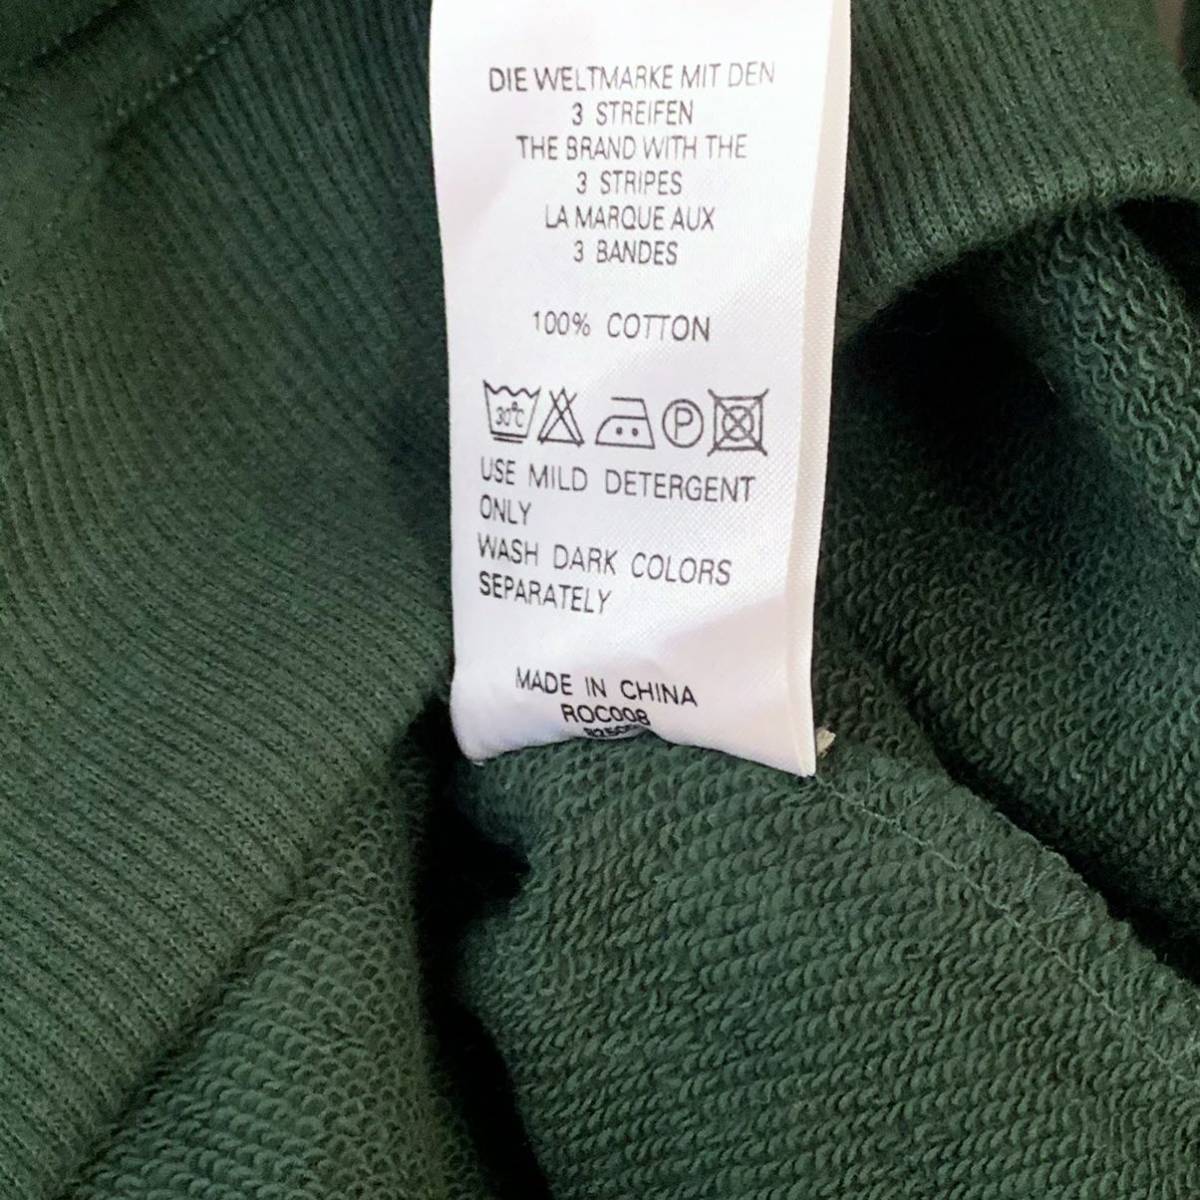 DIE WELTMARKE MIT DEN
3 STREIFEN
THE BRAND WITH THE
3 STRIPES
LA MARQUE AUX
3 BANDES
100% COTTON
30°C P
USE MILD DETERGENT
ONLY
WASH DARK COLORS
SEPARATELY
MADE IN CHINA
ROC008